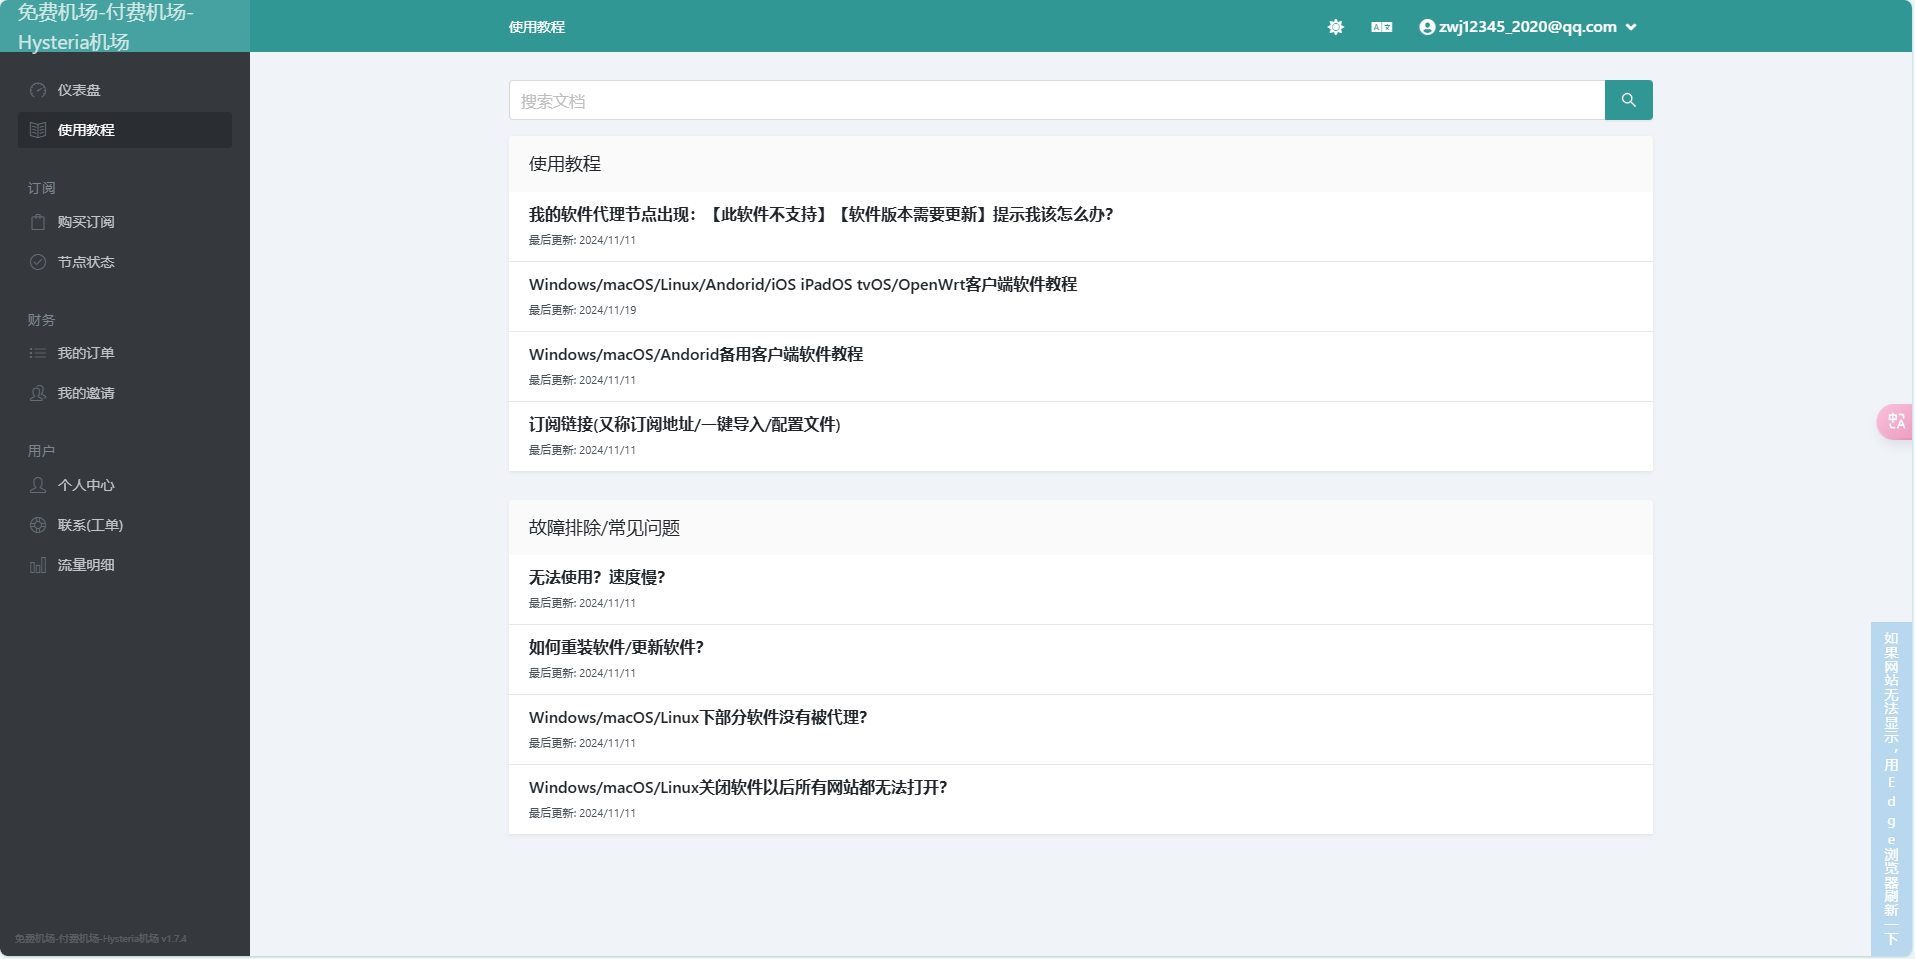 免费机场-付费机场-
Hysteria机场
使用教程
zwj12345_2020@qq.com
仪表盘
使用教程
订阅
购买订阅
节点状态
财务
我的订单
我的邀请
用户
个人中心
联系(工单)
流量明细
免费机场-付费机场-Hysteria机场 v1.7.4
搜索文档
使用教程
我的软件代理节点出现：【此软件不支持】【软件版本需要更新】提示我该怎么办？
最后更新: 2024/11/11
Windows/macOS/Linux/Andorid/iOS iPadOS tvOS/OpenWrt客户端软件教程
最后更新: 2024/11/19
Windows/macOS/Andorid备用客户端软件教程
最后更新: 2024/11/11
订阅链接(又称订阅地址/一键导入/配置文件)
最后更新: 2024/11/11
故障排除/常见问题
无法使用？速度慢？
最后更新: 2024/11/11
如何重装软件/更新软件？
最后更新: 2024/11/11
Windows/macOS/Linux下部分软件没有被代理？
最后更新: 2024/11/11
Windows/macOS/Linux关闭软件以后所有网站都无法打开？
最后更新: 2024/11/11
中A
如果网站无法显示，用Edge浏览器刷新一下